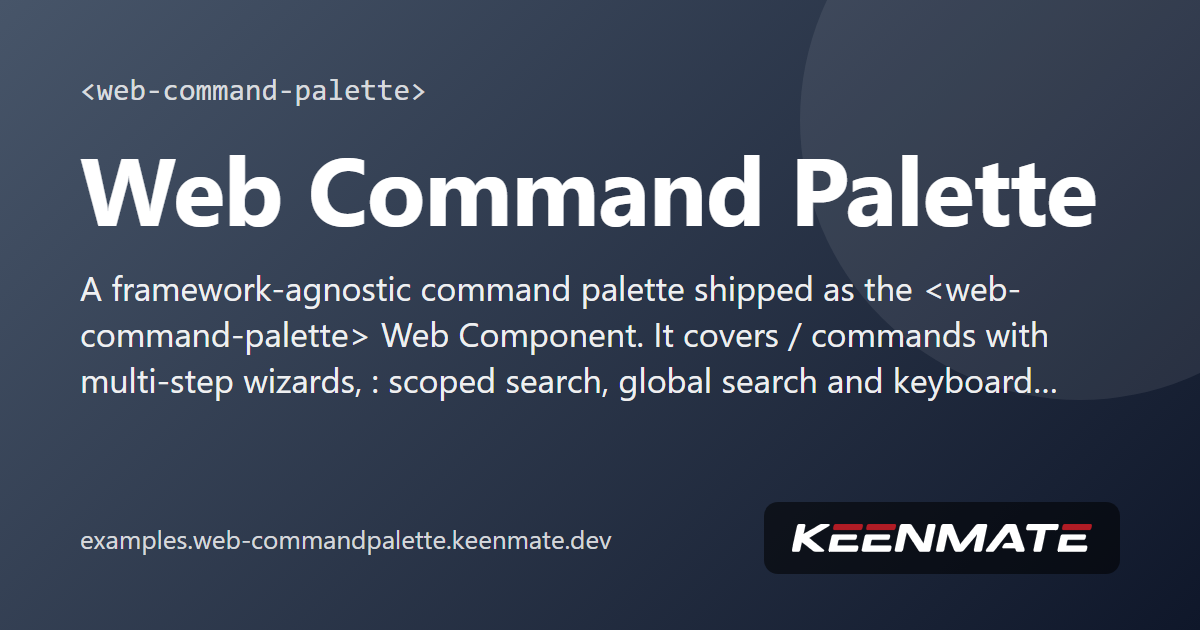 <web-command-palette>
Web Command Palette
A framework-agnostic command palette shipped as the <web-
command-palette> Web Component. It covers / commands with
multi-step wizards, : scoped search, global search and keyboard...
examples.web-commandpalette.keenmate.dev
KEENMATE